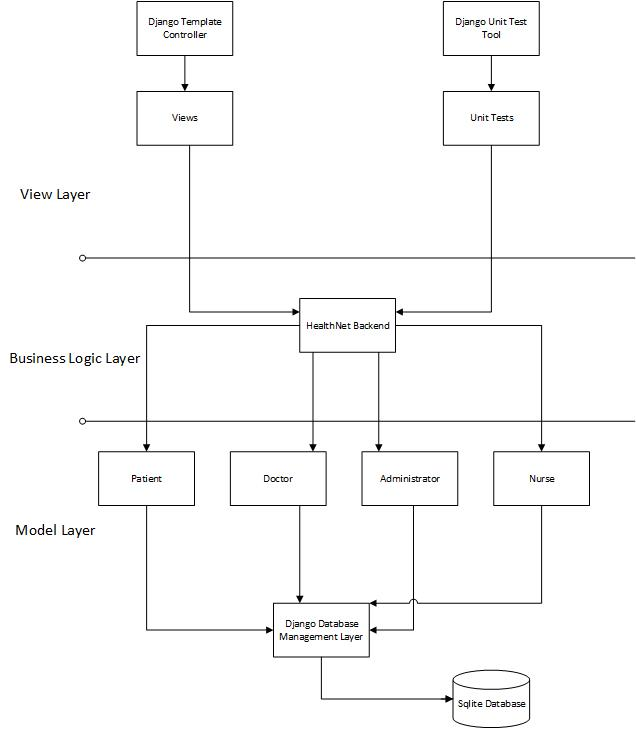 Django Template
Controller
Django Unit Test
Tool
Views
Unit Tests
View Layer
HealthNet Backend
Business Logic Layer
Patient
Doctor
Administrator
Nurse
Model Layer
Django Database
Management Layer
Sqlite Database